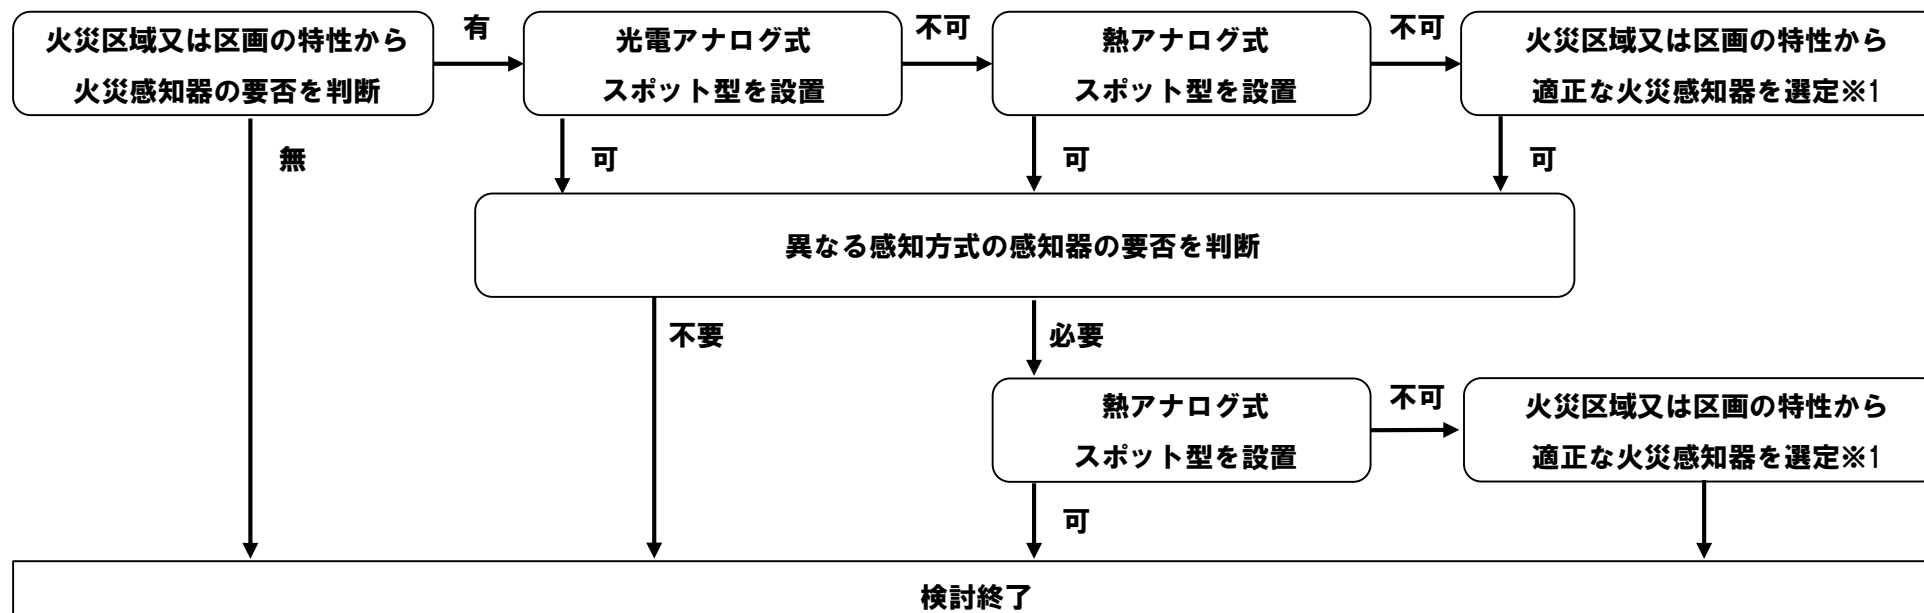 火災区域又は区画の特性から
火災感知器の要否を判断
有
光電アナログ式
スポット型を設置
不可
熱アナログ式
スポット型を設置
不可
火災区域又は区画の特性から
適正な火災感知器を選定※1
無
可
可
可
異なる感知方式の感知器の要否を判断
不要
必要
熱アナログ式
スポット型を設置
不可
火災区域又は区画の特性から
適正な火災感知器を選定※1
可
検討終了